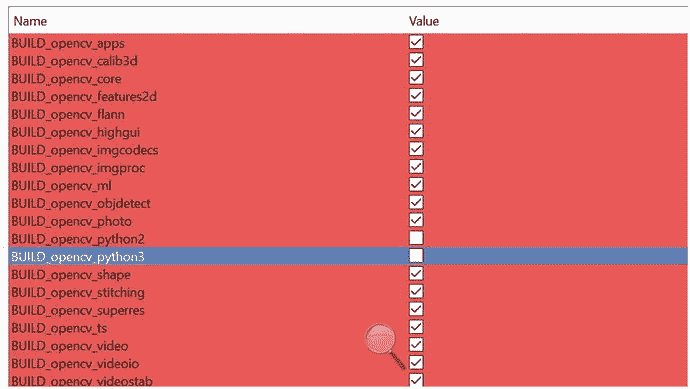 Name Value
BUILD_opencv_apps
BUILD_opencv_calib3d
BUILD_opencv_core
BUILD_opencv_features2d
BUILD_opencv_flann
BUILD_opencv_highgui
BUILD_opencv_imgcodecs
BUILD_opencv_imgproc
BUILD_opencv_ml
BUILD_opencv_objdetect
BUILD_opencv_photo
BUILD_opencv_python2
BUILD_opencv_python3
BUILD_opencv_shape
BUILD_opencv_stitching
BUILD_opencv_superres
BUILD_opencv_ts
BUILD_opencv_video
BUILD_opencv_videoio
BUILD_opencv_videostab